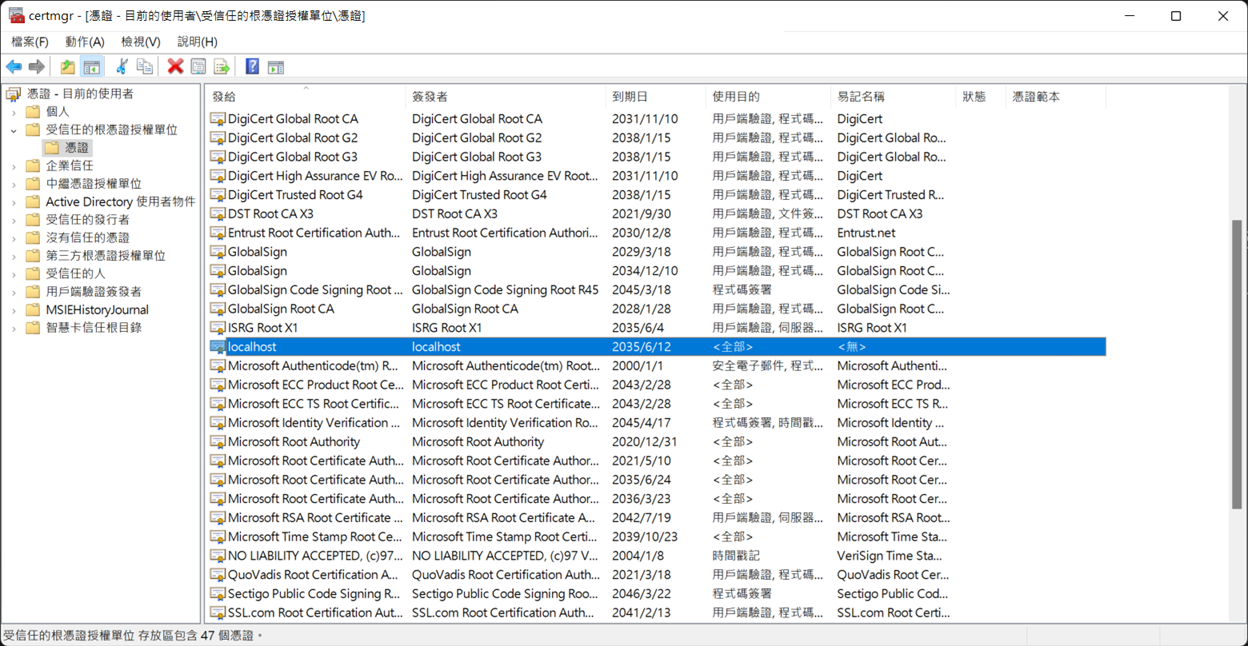 certmgr - [憑證 - 目前的使用者\受信任的根憑證授權單位\憑證]
檔案(F) 動作(A) 檢視(V) 說明(H)
憑證 - 目前的使用者
個人
受信任的根憑證授權單位
憑證
企業信任
中繼憑證授權單位
Active Directory 使用者物件
受信任的發行者
沒有信任的憑證
第三方根憑證授權單位
受信任的人
用戶端驗證簽發者
MSIEHistoryJournal
智慧卡信任根目錄
發給 簽發者 到期日 使用目的 易記名稱 狀態 憑證範本
DigiCert Global Root CA DigiCert Global Root CA 2031/11/10 用戶端驗證, 程式碼... DigiCert
DigiCert Global Root G2 DigiCert Global Root G2 2038/1/15 用戶端驗證, 程式碼... DigiCert Global Ro...
DigiCert Global Root G3 DigiCert Global Root G3 2038/1/15 用戶端驗證, 程式碼... DigiCert Global Ro...
DigiCert High Assurance EV Ro... DigiCert High Assurance EV Root... 2031/11/10 用戶端驗證, 程式碼... DigiCert
DigiCert Trusted Root G4 DigiCert Trusted Root G4 2038/1/15 用戶端驗證, 程式碼... DigiCert Trusted R...
DST Root CA X3 DST Root CA X3 2021/9/30 用戶端驗證, 文件簽... DST Root CA X3
Entrust Root Certification Auth... Entrust Root Certification Authori... 2030/12/8 用戶端驗證, 程式碼... Entrust.net
GlobalSign GlobalSign 2029/3/18 用戶端驗證, 程式碼... GlobalSign Root C...
GlobalSign GlobalSign 2034/12/10 用戶端驗證, 程式碼... GlobalSign Root C...
GlobalSign Code Signing Root ... GlobalSign Code Signing Root R45 2045/3/18 程式碼簽署 GlobalSign Code Si...
GlobalSign Root CA GlobalSign Root CA 2028/1/28 用戶端驗證, 程式碼... GlobalSign Root C...
ISRG Root X1 ISRG Root X1 2035/6/4 用戶端驗證, 伺服器... ISRG Root X1
localhost localhost 2035/6/12 <全部> <無>
Microsoft Authenticode(tm) R... Microsoft Authenticode(tm) Root... 2000/1/1 安全電子郵件, 程式... Microsoft Authenti...
Microsoft ECC Product Root Ce... Microsoft ECC Product Root Certi... 2043/2/28 <全部> Microsoft ECC Prod...
Microsoft ECC TS Root Certific... Microsoft ECC TS Root Certificate... 2043/2/28 <全部> Microsoft ECC TS R...
Microsoft Identity Verification ... Microsoft Identity Verification Ro... 2045/4/17 程式碼簽署, 時間戳... Microsoft Identity ...
Microsoft Root Authority Microsoft Root Authority 2020/12/31 <全部> Microsoft Root Aut...
Microsoft Root Certificate Auth... Microsoft Root Certificate Author... 2021/5/10 <全部> Microsoft Root Cer...
Microsoft Root Certificate Auth... Microsoft Root Certificate Author... 2035/6/24 <全部> Microsoft Root Cer...
Microsoft Root Certificate Auth... Microsoft Root Certificate Author... 2036/3/23 <全部> Microsoft Root Cer...
Microsoft RSA Root Certificate ... Microsoft RSA Root Certificate A... 2042/7/19 用戶端驗證, 伺服器... Microsoft RSA Root...
Microsoft Time Stamp Root Ce... Microsoft Time Stamp Root Certif... 2039/10/23 <全部> Microsoft Time Sta...
NO LIABILITY ACCEPTED, (c)97... NO LIABILITY ACCEPTED, (c)97 V... 2004/1/8 時間戳記 VeriSign Time Sta...
QuoVadis Root Certification A... QuoVadis Root Certification Auth... 2021/3/18 用戶端驗證, 程式碼... QuoVadis Root Cer...
Sectigo Public Code Signing R... Sectigo Public Code Signing Roo... 2046/3/22 程式碼簽署 Sectigo Public Cod...
SSL.com Root Certification Aut... SSL.com Root Certification Auth... 2041/2/13 用戶端驗證, 程式碼... SSL.com Root Certi...
受信任的根憑證授權單位 存放區包含 47 個憑證。